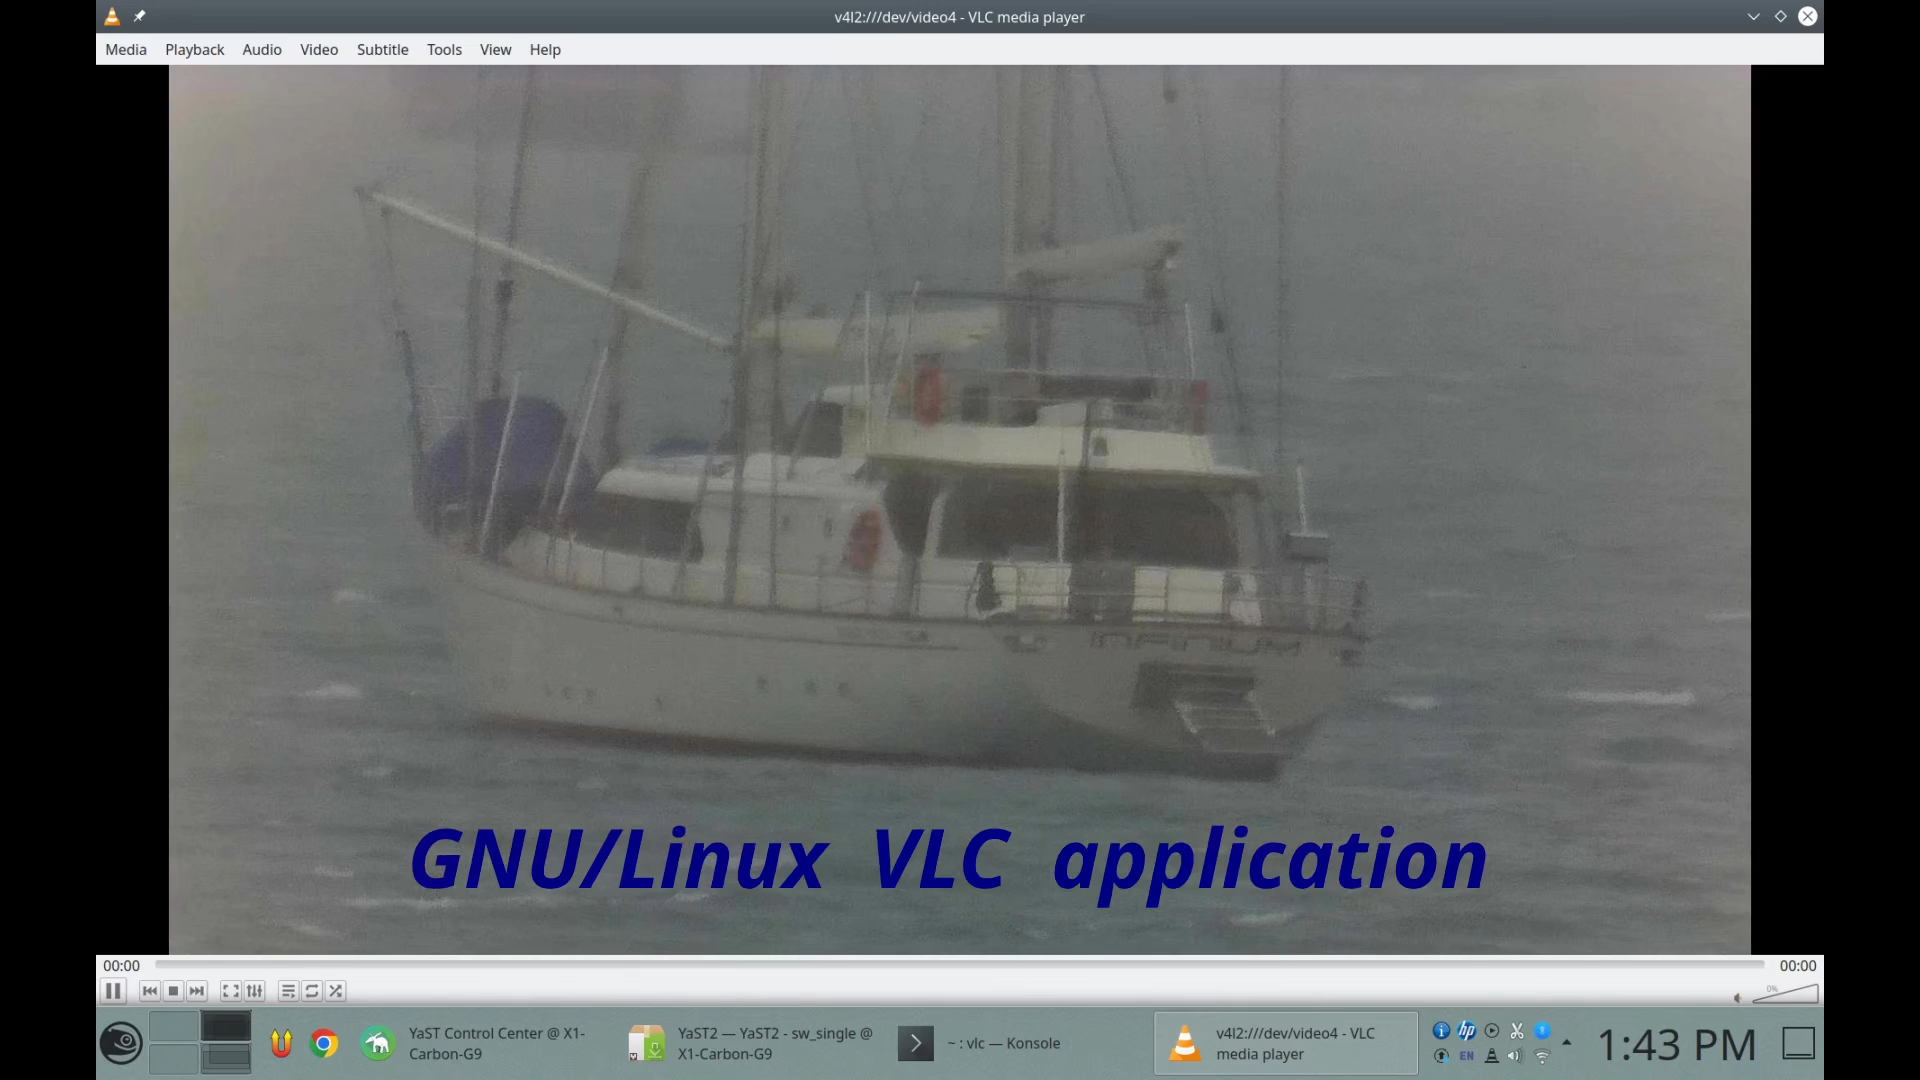 v4l2:///dev/video4 - VLC media player
Media Playback Audio Video Subtitle Tools View Help
GNU/Linux VLC application
00:00 00:00
0%
YaST Control Center @ X1-
Carbon-G9
YaST2 — YaST2 - sw_single @
X1-Carbon-G9
~ : vlc — Konsole
v4l2:///dev/video4 - VLC
media player
hp
EN
1:43 PM